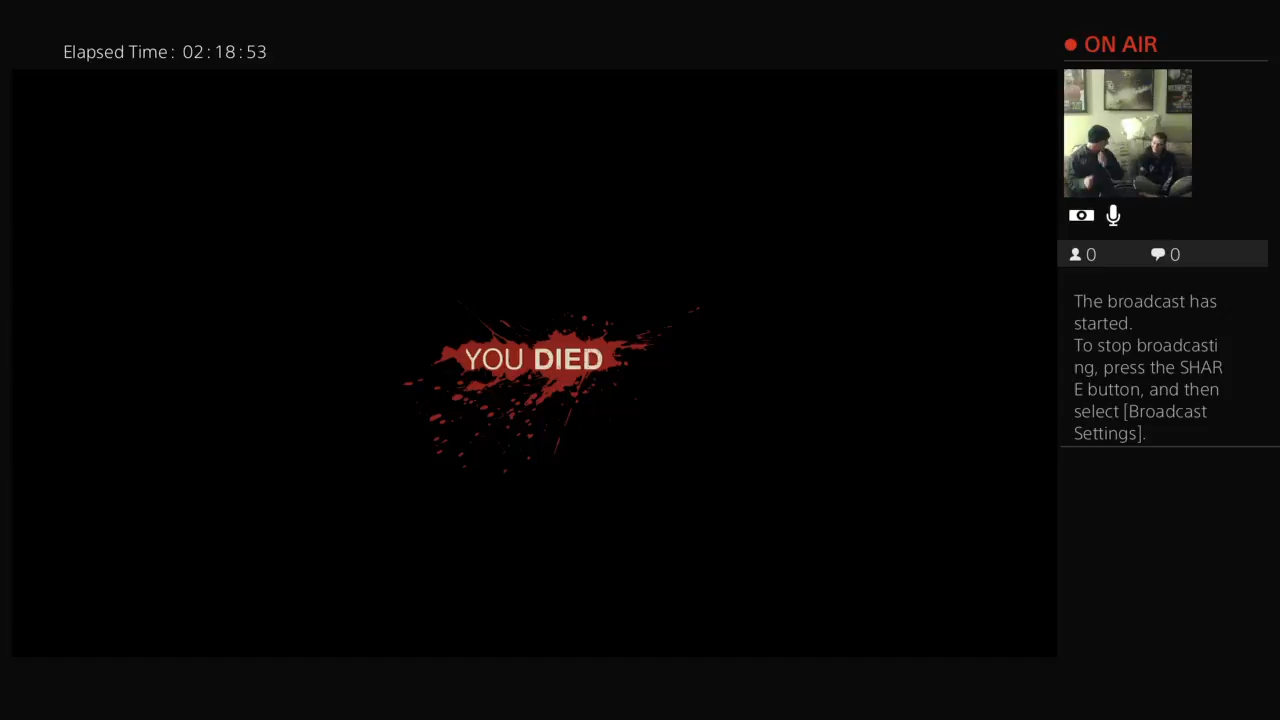 Elapsed Time: 02:18:53
ON AIR
0
0
YOU DIED
The broadcast has
started.
To stop broadcasti
ng, press the SHAR
E button, and then
select [Broadcast
Settings].